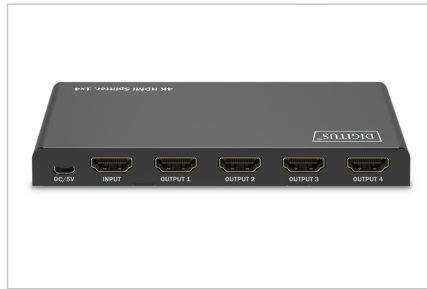 4K HDMI Splitter, 1x4
DIGITUS®
DC/5V INPUT OUTPUT 1 OUTPUT 2 OUTPUT 3 OUTPUT 4